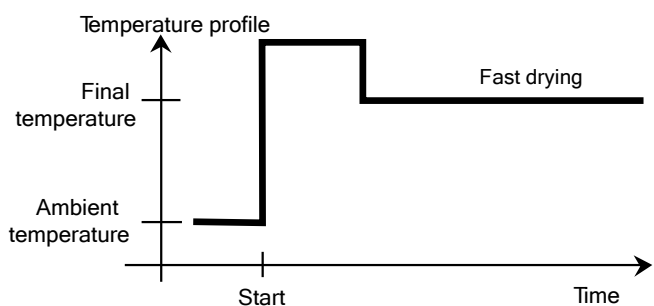 Temperature profile
Final
temperature
Fast drying
Ambient
temperature
Start
Time